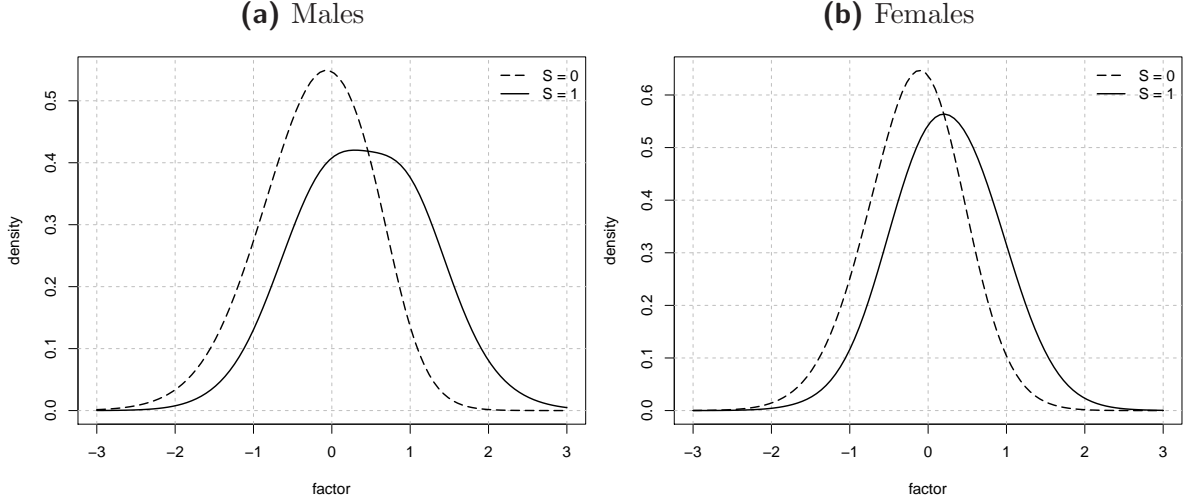 (a) Males
S = 0
S = 1
density
0.0
0.1
0.2
0.3
0.4
0.5
−3 −2 −1 0 1 2 3
factor
(b) Females
S = 0
S = 1
density
0.0
0.1
0.2
0.3
0.4
0.5
0.6
−3 −2 −1 0 1 2 3
factor